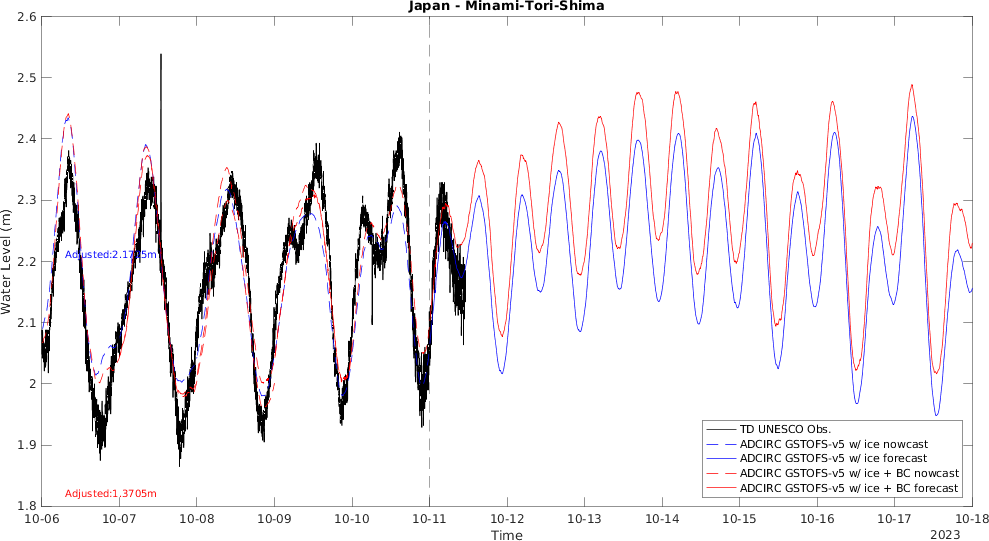 Japan - Minami-Tori-Shima
Water Level (m)
2.6
2.5
2.4
2.3
2.2
2.1
2
1.9
1.8
Adjusted:1.3705m
TD UNESCO Obs.
ADCIRC GSTOFS-v5 w/ ice nowcast
ADCIRC GSTOFS-v5 w/ ice forecast
ADCIRC GSTOFS-v5 w/ ice + BC nowcast
ADCIRC GSTOFS-v5 w/ ice + BC forecast
10-06 10-07 10-08 10-09 10-10 10-11 10-12 10-13 10-14 10-15 10-16 10-17 10-18
Time
2023